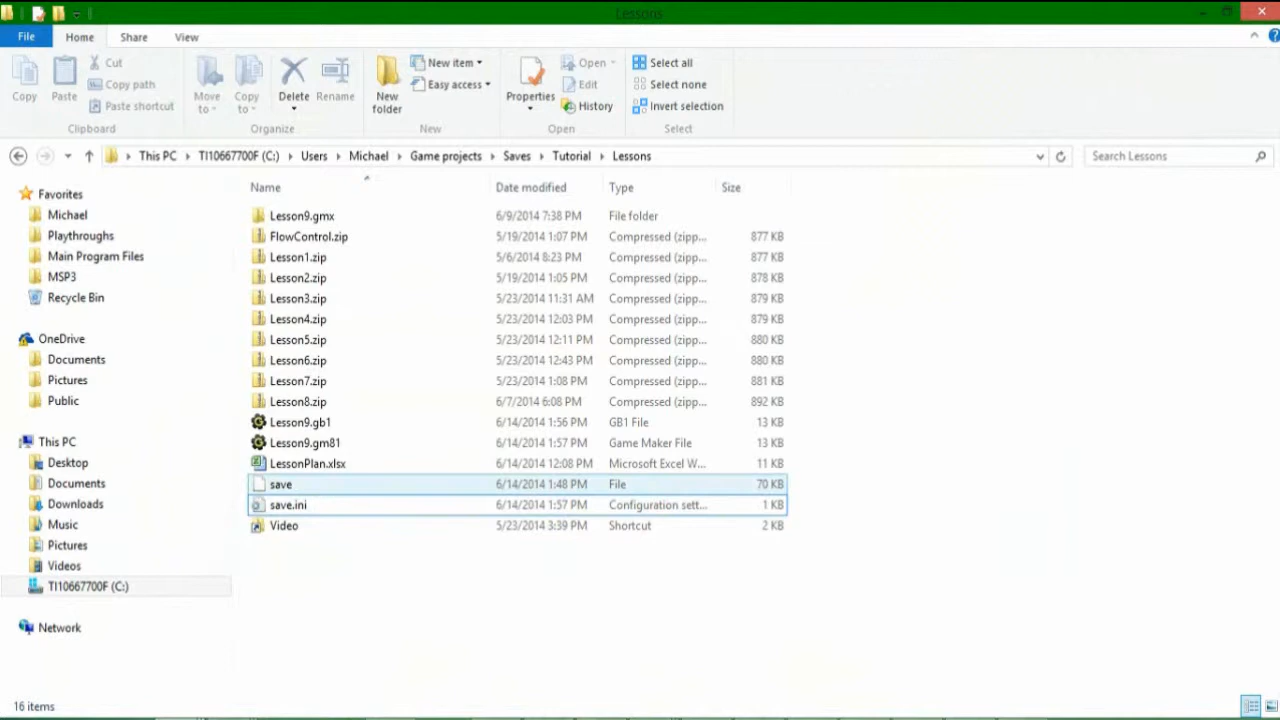 Lessons
File Home Share View
Copy Paste Cut Copy path Paste shortcut Clipboard
Move to Copy to Delete Rename Organize
New folder New item Easy access New
Properties Open Edit History Open
Select all Select none Invert selection Select
This PC TI10667700F (C:) Users Michael Game projects Saves Tutorial Lessons Search Lessons
Favorites
Michael
Playthroughs
Main Program Files
MSP3
Recycle Bin
OneDrive
Documents
Pictures
Public
This PC
Desktop
Documents
Downloads
Music
Pictures
Videos
TI10667700F (C:)
Network
Name Date modified Type Size
Lesson9.gmx 6/9/2014 7:38 PM File folder
FlowControl.zip 5/19/2014 1:07 PM Compressed (zipp... 877 KB
Lesson1.zip 5/6/2014 8:23 PM Compressed (zipp... 877 KB
Lesson2.zip 5/19/2014 1:05 PM Compressed (zipp... 878 KB
Lesson3.zip 5/23/2014 11:31 AM Compressed (zipp... 879 KB
Lesson4.zip 5/23/2014 12:03 PM Compressed (zipp... 879 KB
Lesson5.zip 5/23/2014 12:11 PM Compressed (zipp... 880 KB
Lesson6.zip 5/23/2014 12:43 PM Compressed (zipp... 880 KB
Lesson7.zip 5/23/2014 1:08 PM Compressed (zipp... 881 KB
Lesson8.zip 6/7/2014 6:08 PM Compressed (zipp... 892 KB
Lesson9.gb1 6/14/2014 1:56 PM GB1 File 13 KB
Lesson9.gm81 6/14/2014 1:57 PM Game Maker File 13 KB
LessonPlan.xlsx 6/14/2014 12:08 PM Microsoft Excel W... 11 KB
save 6/14/2014 1:48 PM File 70 KB
save.ini 6/14/2014 1:57 PM Configuration sett... 1 KB
Video 5/23/2014 3:39 PM Shortcut 2 KB
16 items